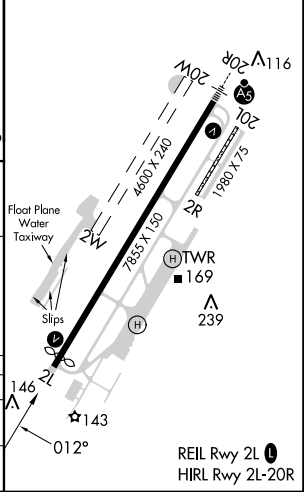 20R
116
20W
A5
V
20L
4600 X 240
1980 X 75
2R
Float Plane
Water
Taxiway
2W
7855 X 150
H
TWR
169
239
Slips
H
V
2L
146
143
012°
REIL Rwy 2L L
HIRL Rwy 2L-20R